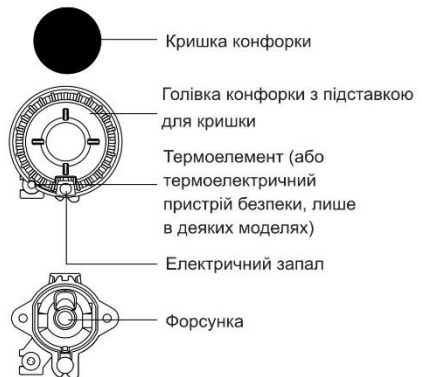 Кришка конфорки
Голівка конфорки з підставкою
для кришки
Термоелемент (або
термоелектричний
пристрій безпеки, лише
в деяких моделях)
Електричний запал
Форсунка